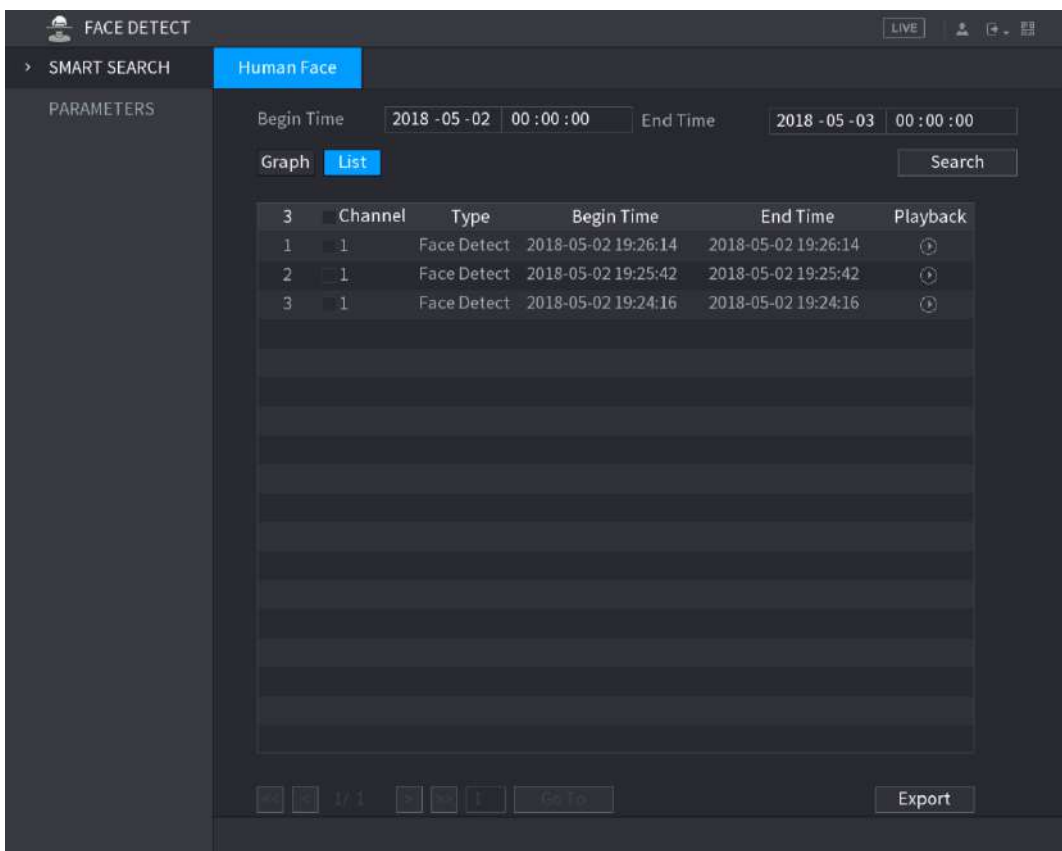 FACE DETECT LIVE
SMART SEARCH Human Face
PARAMETERS
Begin Time 2018 -05 -02 00 :00 :00 End Time 2018 -05 -03 00 :00 :00
Graph List Search
3 Channel Type Begin Time End Time Playback
1 1 Face Detect 2018-05-02 19:26:14 2018-05-02 19:26:14
2 1 Face Detect 2018-05-02 19:25:42 2018-05-02 19:25:42
3 1 Face Detect 2018-05-02 19:24:16 2018-05-02 19:24:16
<< < 1/ 1 > >> 1 Go To Export